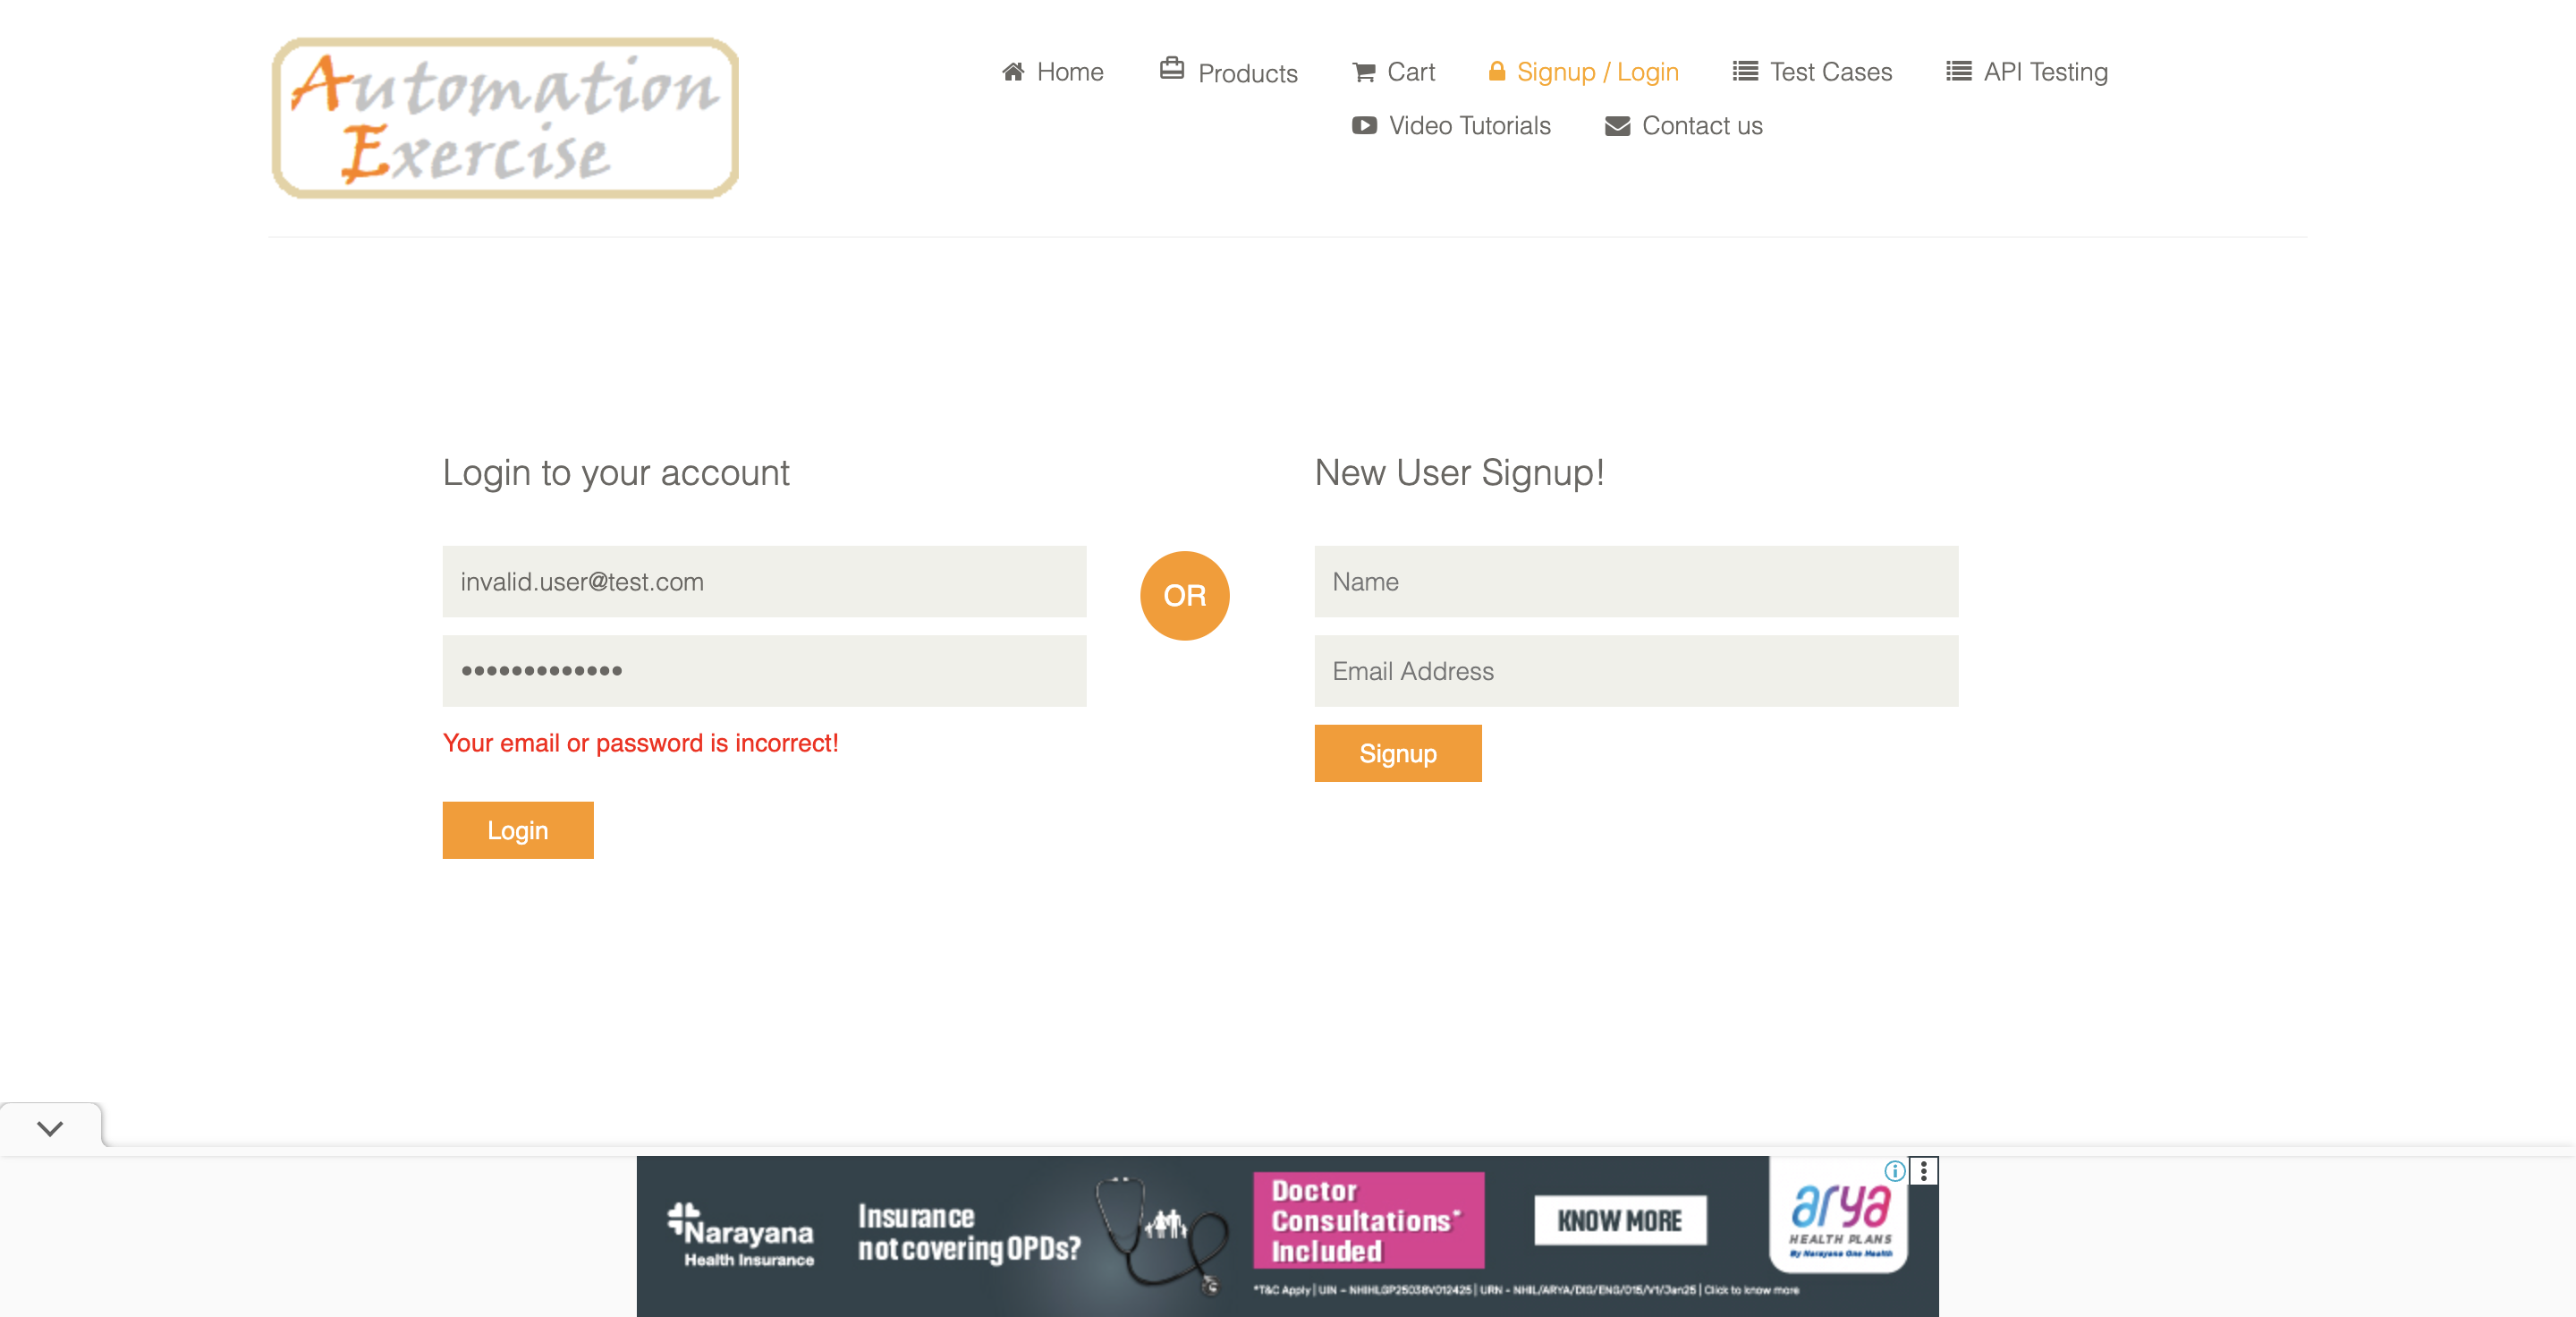 Automation
Exercise
Home
Products
Cart
Signup / Login
Test Cases
API Testing
Video Tutorials
Contact us
Login to your account
invalid.user@test.com
•••••••••••••
Your email or password is incorrect!
Login
OR
New User Signup!
Name
Email Address
Signup
Narayana
Health Insurance
Insurance
not covering OPDs?
Doctor
Consultations*
Included
KNOW MORE
arya
HEALTH PLANS
By Narayana One Health
*T&C Apply | UIN - NHIHLGP25038V012425 | URN - NHIL/ARYA/DIG/ENG/015/V1/Jan25 | Click to know more